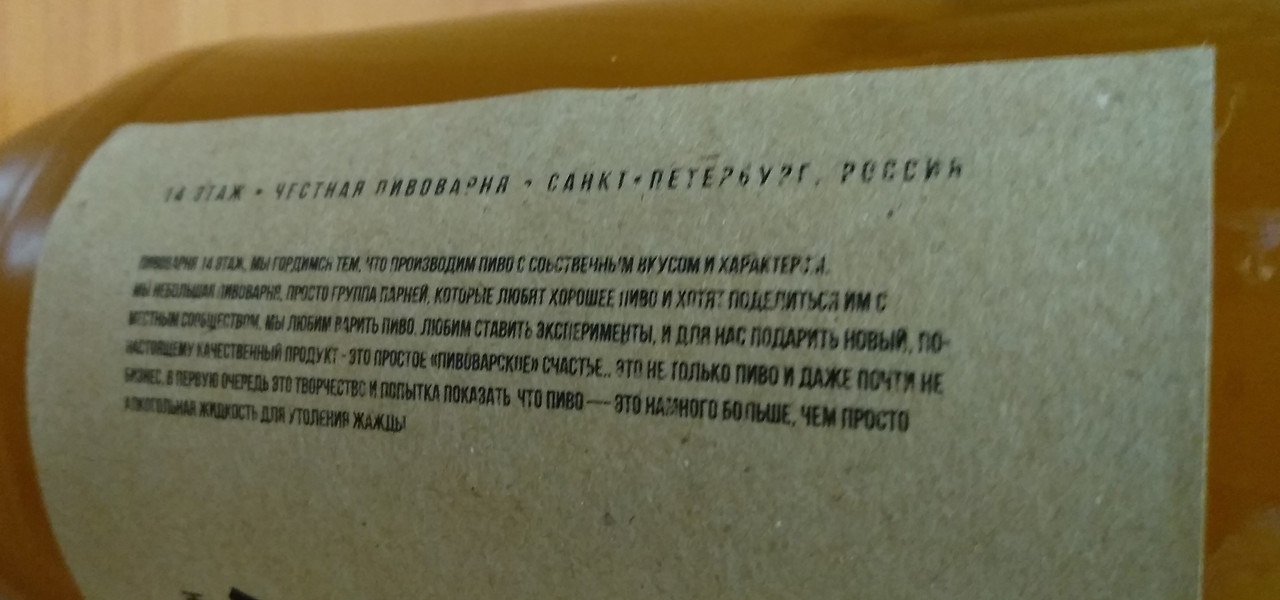 14 ЭТАЖ • ЧЕСТНАЯ ПИВОВАРНЯ • САНКТ-ПЕТЕРБУРГ, РОССИЯ
ПИВОВАРНЯ 14 ЭТАЖ, МЫ ГОРДИМСЯ ТЕМ, ЧТО ПРОИЗВОДИМ ПИВО С СОБСТВЕННЫМ ВКУСОМ И ХАРАКТЕРОМ.
МЫ НЕБОЛЬШАЯ ПИВОВАРНЯ, ПРОСТО ГРУППА ПАРНЕЙ, КОТОРЫЕ ЛЮБЯТ ХОРОШЕЕ ПИВО И ХОТЯТ ПОДЕЛИТЬСЯ ИМ С
МЕСТНЫМ СООБЩЕСТВОМ. МЫ ЛЮБИМ ВАРИТЬ ПИВО, ЛЮБИМ СТАВИТЬ ЭКСПЕРИМЕНТЫ, И ДЛЯ НАС ПОДАРИТЬ НОВЫЙ, ПО-
НАСТОЯЩЕМУ КАЧЕСТВЕННЫЙ ПРОДУКТ - ЭТО ПРОСТОЕ «ПИВОВАРСКОЕ» СЧАСТЬЕ.. ЭТО НЕ ТОЛЬКО ПИВО И ДАЖЕ ПОЧТИ НЕ
БИЗНЕС, В ПЕРВУЮ ОЧЕРЕДЬ ЭТО ТВОРЧЕСТВО И ПОПЫТКА ПОКАЗАТЬ, ЧТО ПИВО — ЭТО НАМНОГО БОЛЬШЕ, ЧЕМ ПРОСТО
АЛКОГОЛЬНАЯ ЖИДКОСТЬ ДЛЯ УТОЛЕНИЯ ЖАЖДЫ